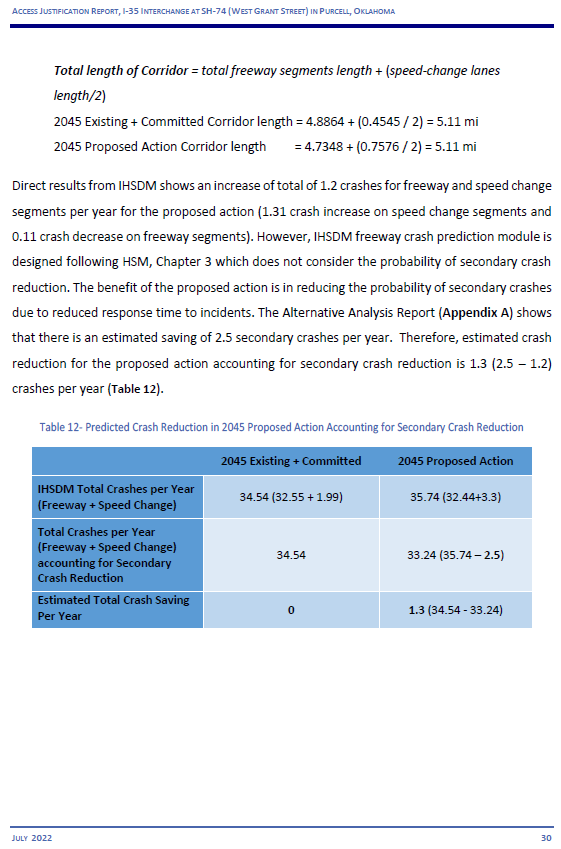 ACCESS JUSTIFICATION REPORT, I-35 INTERCHANGE AT SH-74 (WEST GRANT STREET) IN PURCELL, OKLAHOMA
Total length of Corridor = total freeway segments length + (speed-change lanes
length/2)
2045 Existing + Committed Corridor length = 4.8864 + (0.4545 / 2) = 5.11 mi
2045 Proposed Action Corridor length = 4.7348 + (0.7576 / 2) = 5.11 mi
Direct results from IHSDM shows an increase of total of 1.2 crashes for freeway and speed change
segments per year for the proposed action (1.31 crash increase on speed change segments and
0.11 crash decrease on freeway segments). However, IHSDM freeway crash prediction module is
designed following HSM, Chapter 3 which does not consider the probability of secondary crash
reduction. The benefit of the proposed action is in reducing the probability of secondary crashes
due to reduced response time to incidents. The Alternative Analysis Report (Appendix A) shows
that there is an estimated saving of 2.5 secondary crashes per year. Therefore, estimated crash
reduction for the proposed action accounting for secondary crash reduction is 1.3 (2.5 – 1.2)
crashes per year (Table 12).
Table 12- Predicted Crash Reduction in 2045 Proposed Action Accounting for Secondary Crash Reduction
2045 Existing + Committed 2045 Proposed Action
IHSDM Total Crashes per Year
(Freeway + Speed Change)
34.54 (32.55 + 1.99) 35.74 (32.44+3.3)
Total Crashes per Year
(Freeway + Speed Change)
accounting for Secondary
Crash Reduction
34.54 33.24 (35.74 – 2.5)
Estimated Total Crash Saving
Per Year
0 1.3 (34.54 - 33.24)
JULY 2022 30